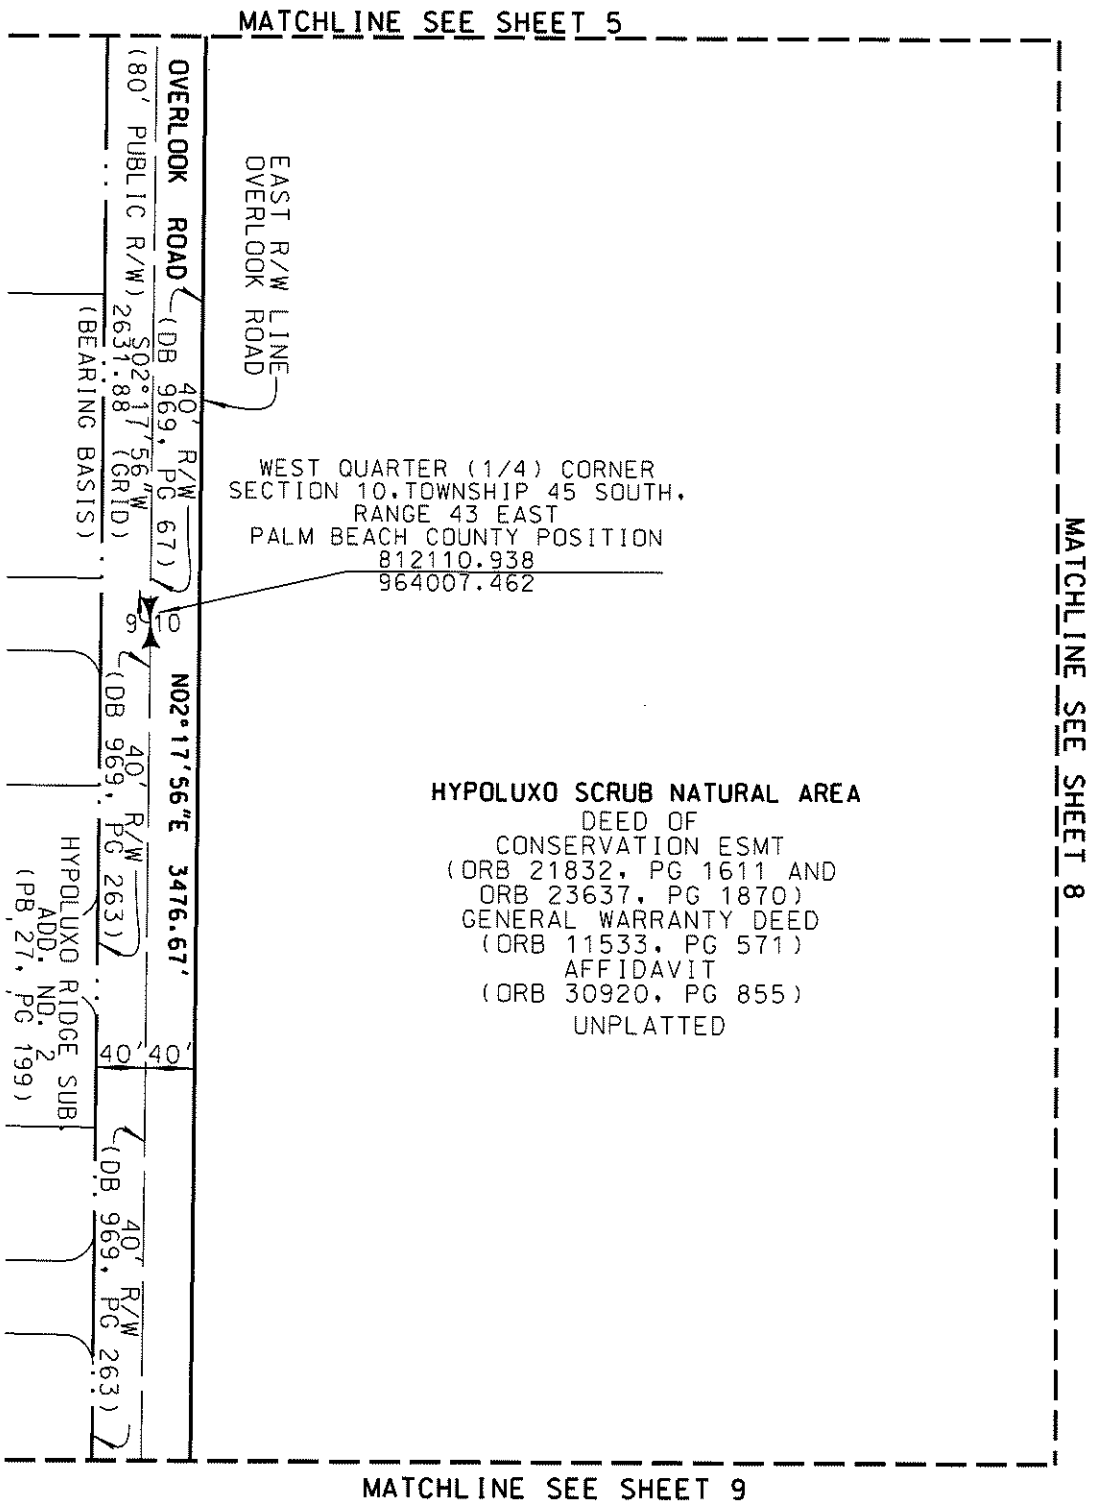 MATCHLINE SEE SHEET 5
OVERLOOK ROAD
(80' PUBLIC R/W)
EAST R/W LINE
OVERLOOK ROAD
40' R/W
(DB 969, PG 67)
S02°17'56"W
2631.88' (GRID)
(BEARING BASIS)
WEST QUARTER (1/4) CORNER
SECTION 10, TOWNSHIP 45 SOUTH,
RANGE 43 EAST
PALM BEACH COUNTY POSITION
812110.938
964007.462
9 10
N02°17'56"E 3476.67'
40' R/W
(DB 969, PG 263)
HYPOLUXO RIDGE SUB.
ADD. NO. 2
(PB 27, PG 199)
40' 40'
40' R/W
(DB 969, PG 263)
HYPOLUXO SCRUB NATURAL AREA
DEED OF
CONSERVATION ESMT
(ORB 21832, PG 1611 AND
ORB 23637, PG 1870)
GENERAL WARRANTY DEED
(ORB 11533, PG 571)
AFFIDAVIT
(ORB 30920, PG 855)
UNPLATTED
MATCHLINE SEE SHEET 8
MATCHLINE SEE SHEET 9